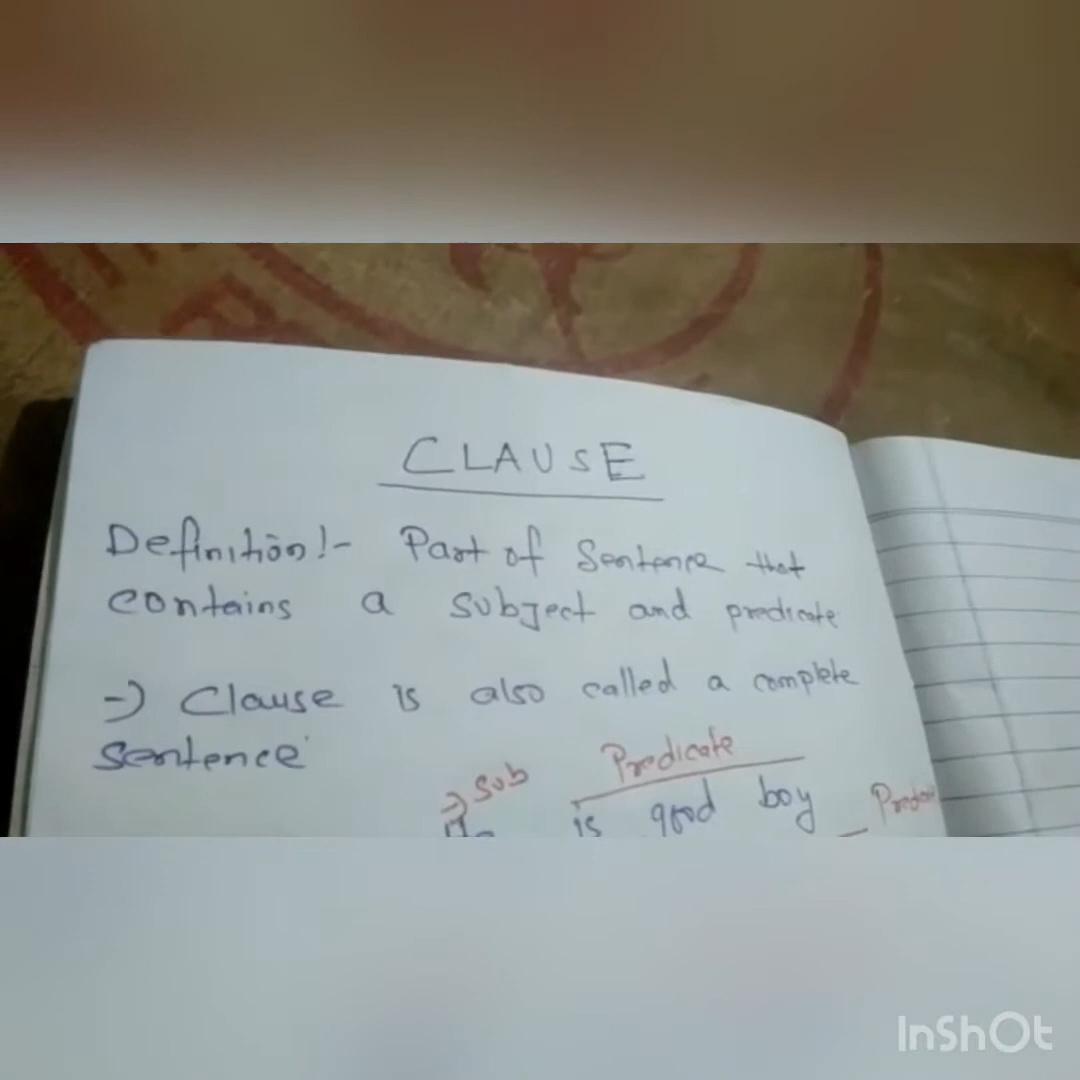 CLAUSE
Definition:- Part of Sentence that
contains a subject and predicate
-) Clause is also called a complete
sentence
Predicate
=) sub
is good boy
InShOt